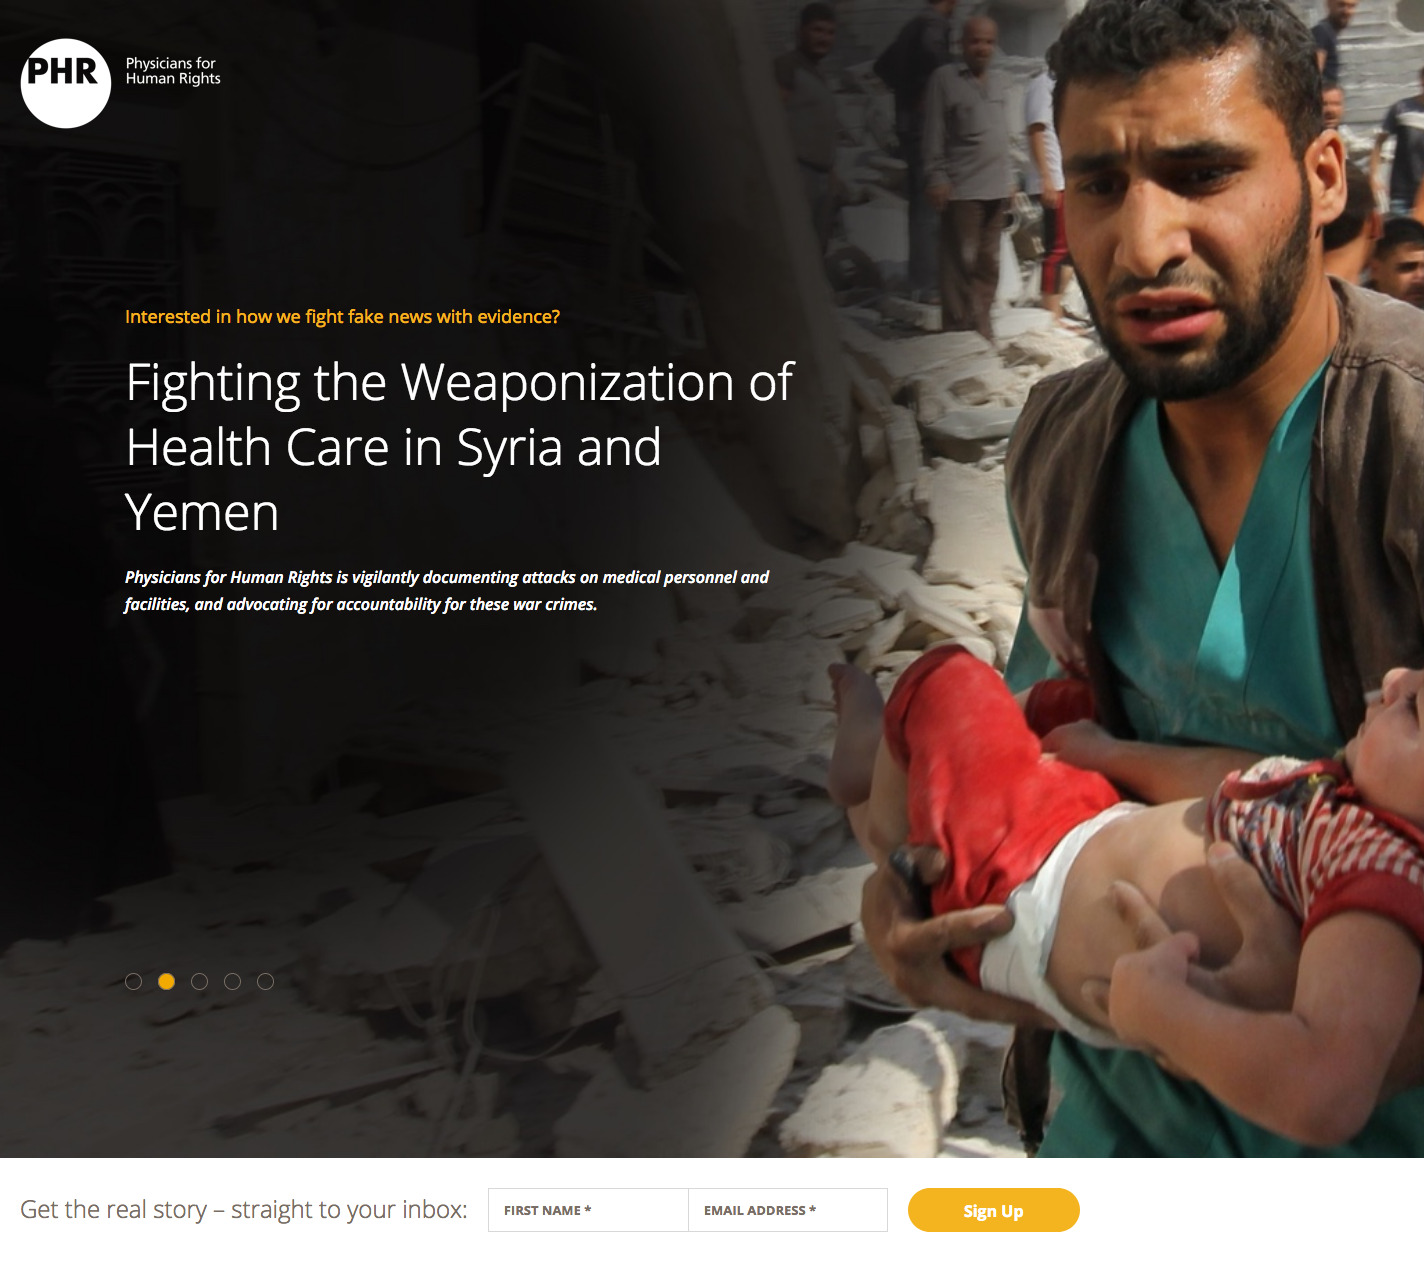 PHR
Physicians for
Human Rights
Interested in how we fight fake news with evidence?
Fighting the Weaponization of
Health Care in Syria and
Yemen
Physicians for Human Rights is vigilantly documenting attacks on medical personnel and
facilities, and advocating for accountability for these war crimes.
Get the real story – straight to your inbox:
FIRST NAME *
EMAIL ADDRESS *
Sign Up